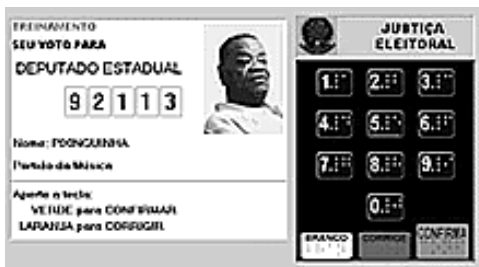 TREINAMENTO
SEU VOTO PARA
DEPUTADO ESTADUAL
9 2 1 1 3
Nome: PIXINGUINHA
Partido da Música
Aperte a tecla:
VERDE para CONFIRMAR
LARANJA para CORRIGIR
JUSTIÇA
ELEITORAL
1 2 3
4 5 6
7 8 9
0
BRANCO CORRIGE CONFIRMA